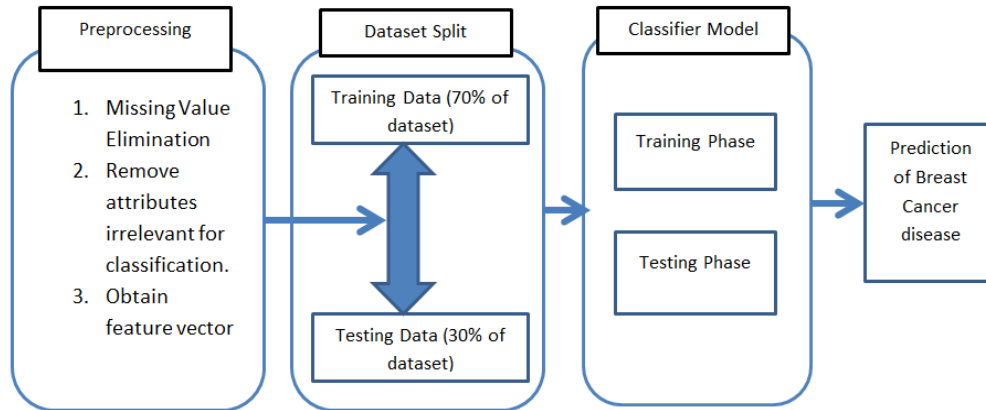 Preprocessing
1. Missing Value
Elimination
2. Remove
attributes
irrelevant for
classification.
3. Obtain
feature vector
Dataset Split
Training Data (70% of
dataset)
Testing Data (30% of
dataset)
Classifier Model
Training Phase
Testing Phase
Prediction
of Breast
Cancer
disease